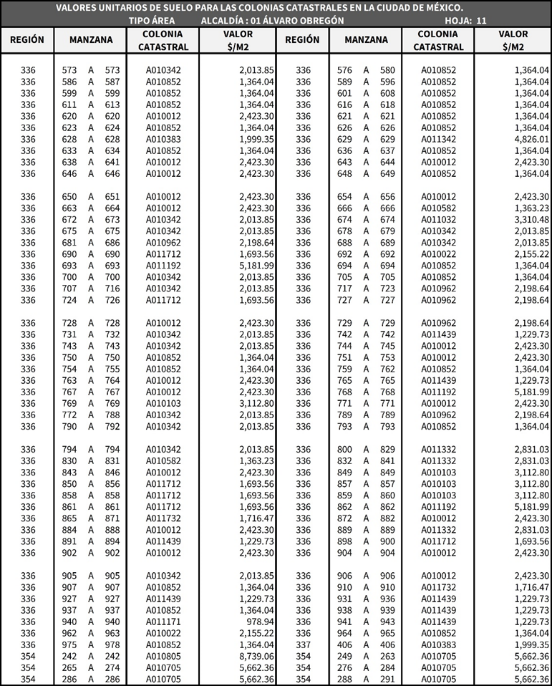 VALORES UNITARIOS DE SUELO PARA LAS COLONIAS CATASTRALES EN LA CIUDAD DE MÉXICO.
TIPO ÁREA ALCALDÍA : 01 ÁLVARO OBREGÓN HOJA: 11
REGIÓN MANZANA COLONIA CATASTRAL VALOR $/M2 REGIÓN MANZANA COLONIA CATASTRAL VALOR $/M2
336 573 A 573 A010342 2,013.85 336 576 A 580 A010852 1,364.04
336 586 A 587 A010852 1,364.04 336 589 A 596 A010852 1,364.04
336 599 A 599 A010852 1,364.04 336 601 A 608 A010852 1,364.04
336 611 A 613 A010852 1,364.04 336 616 A 618 A010852 1,364.04
336 620 A 620 A010012 2,423.30 336 621 A 621 A010852 1,364.04
336 623 A 624 A010852 1,364.04 336 626 A 626 A010852 1,364.04
336 628 A 628 A010383 1,999.35 336 629 A 629 A011342 4,826.01
336 633 A 634 A010852 1,364.04 336 636 A 637 A010852 1,364.04
336 638 A 641 A010012 2,423.30 336 643 A 644 A010012 2,423.30
336 646 A 646 A010012 2,423.30 336 648 A 649 A010852 1,364.04
336 650 A 651 A010012 2,423.30 336 654 A 656 A010012 2,423.30
336 663 A 664 A010012 2,423.30 336 666 A 666 A010582 1,363.23
336 672 A 673 A010342 2,013.85 336 674 A 674 A011032 3,310.48
336 675 A 675 A010342 2,013.85 336 678 A 679 A010342 2,013.85
336 681 A 686 A010962 2,198.64 336 688 A 689 A010342 2,013.85
336 690 A 690 A011712 1,693.56 336 692 A 692 A010022 2,155.22
336 693 A 693 A011192 5,181.99 336 694 A 694 A010852 1,364.04
336 700 A 700 A010342 2,013.85 336 705 A 705 A010852 1,364.04
336 707 A 716 A010342 2,013.85 336 717 A 723 A010962 2,198.64
336 724 A 726 A011712 1,693.56 336 727 A 727 A010962 2,198.64
336 728 A 728 A010012 2,423.30 336 729 A 729 A010962 2,198.64
336 731 A 732 A010342 2,013.85 336 742 A 742 A011439 1,229.73
336 743 A 743 A010342 2,013.85 336 744 A 745 A010012 2,423.30
336 750 A 750 A010852 1,364.04 336 751 A 753 A010012 2,423.30
336 754 A 755 A010852 1,364.04 336 759 A 762 A010852 1,364.04
336 763 A 764 A010012 2,423.30 336 765 A 765 A011439 1,229.73
336 767 A 767 A010012 2,423.30 336 768 A 768 A011192 5,181.99
336 769 A 769 A010103 3,112.80 336 771 A 771 A010012 2,423.30
336 772 A 788 A010342 2,013.85 336 789 A 789 A010962 2,198.64
336 790 A 792 A010342 2,013.85 336 793 A 793 A010852 1,364.04
336 794 A 794 A010342 2,013.85 336 800 A 829 A011332 2,831.03
336 830 A 831 A010582 1,363.23 336 832 A 841 A011332 2,831.03
336 843 A 846 A010012 2,423.30 336 849 A 849 A010103 3,112.80
336 850 A 856 A011712 1,693.56 336 857 A 857 A010103 3,112.80
336 858 A 858 A011712 1,693.56 336 859 A 860 A010103 3,112.80
336 861 A 861 A011712 1,693.56 336 862 A 862 A011192 5,181.99
336 865 A 871 A011732 1,716.47 336 872 A 882 A010012 2,423.30
336 884 A 888 A010012 2,423.30 336 889 A 889 A011332 2,831.03
336 891 A 894 A011439 1,229.73 336 898 A 900 A011712 1,693.56
336 902 A 902 A010012 2,423.30 336 904 A 904 A010012 2,423.30
336 905 A 905 A010342 2,013.85 336 906 A 906 A010012 2,423.30
336 907 A 907 A010852 1,364.04 336 910 A 910 A011732 1,716.47
336 927 A 927 A011439 1,229.73 336 931 A 936 A011439 1,229.73
336 937 A 937 A010852 1,364.04 336 938 A 939 A011439 1,229.73
336 940 A 940 A011171 978.94 336 941 A 943 A011439 1,229.73
336 962 A 963 A010022 2,155.22 336 964 A 965 A010852 1,364.04
336 975 A 978 A010852 1,364.04 337 406 A 406 A010383 1,999.35
354 242 A 242 A010805 8,739.06 354 249 A 263 A010705 5,662.36
354 265 A 274 A010705 5,662.36 354 276 A 284 A010705 5,662.36
354 286 A 286 A010705 5,662.36 354 288 A 291 A010705 5,662.36